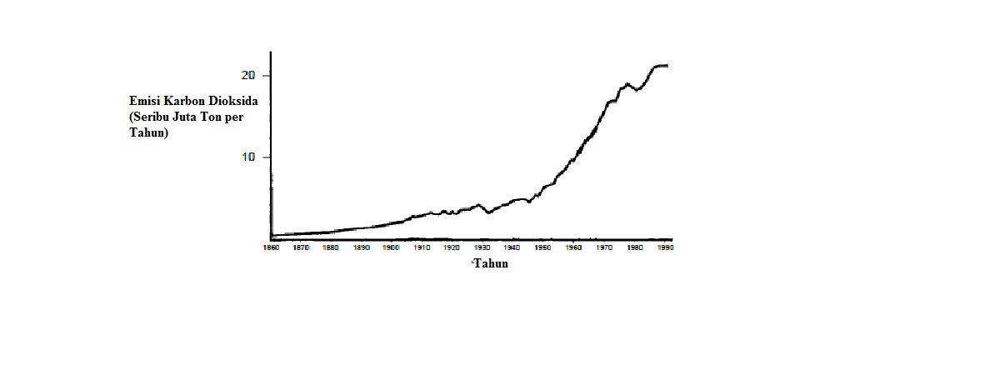 20
Emisi Karbon Dioksida
(Seribu Juta Ton per
Tahun)
10
1860 1870 1880 1890 1900 1910 1920 1930 1940 1950 1960 1970 1980 1990
Tahun